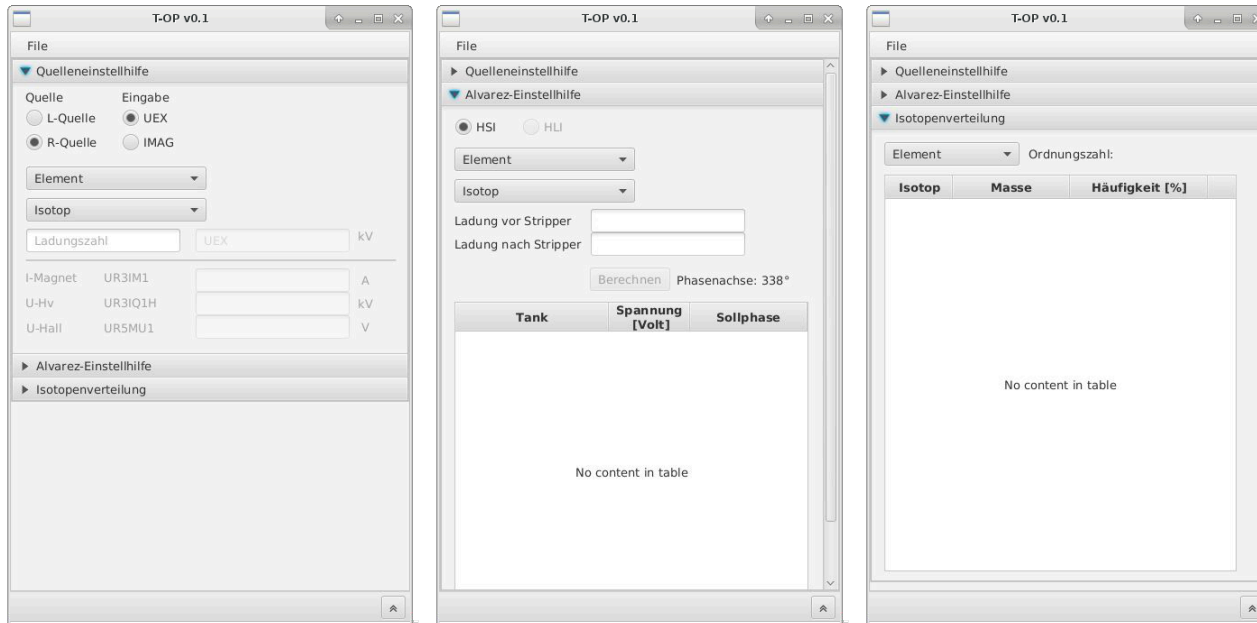 T-OP v0.1
File
Quelleneinstellhilfe
Quelle Eingabe
L-Quelle UEX
R-Quelle IMAG
Element
Isotop
Ladungszahl UEX kV
I-Magnet UR3IM1 A
U-Hv UR3IQ1H kV
U-Hall UR5MU1 V
Alvarez-Einstellhilfe
Isotopenverteilung
T-OP v0.1
File
Quelleneinstellhilfe
Alvarez-Einstellhilfe
HSI HLI
Element
Isotop
Ladung vor Stripper
Ladung nach Stripper
Berechnen Phasenachse: 338°
Tank Spannung [Volt] Sollphase
No content in table
T-OP v0.1
File
Quelleneinstellhilfe
Alvarez-Einstellhilfe
Isotopenverteilung
Element Ordnungszahl:
Isotop Masse Häufigkeit [%]
No content in table